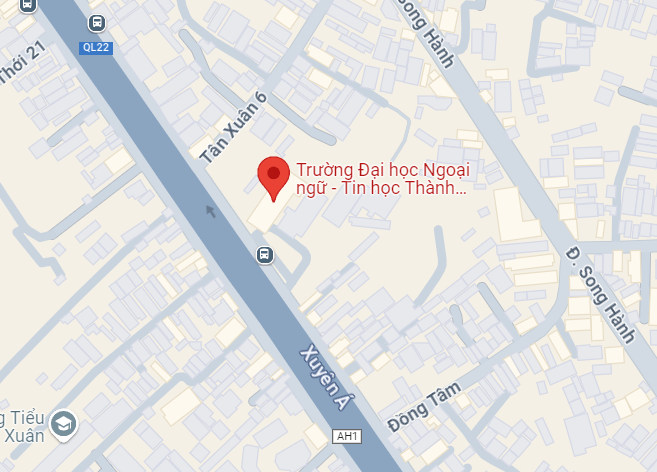 QL22
Thới 21
Song Hành
Tân Xuân 6
Trường Đại học Ngoại
ngữ - Tin học Thành...
Đ. Song Hành
Xuyên Á
Đồng Tâm
g Tiểu
Xuân
AH1